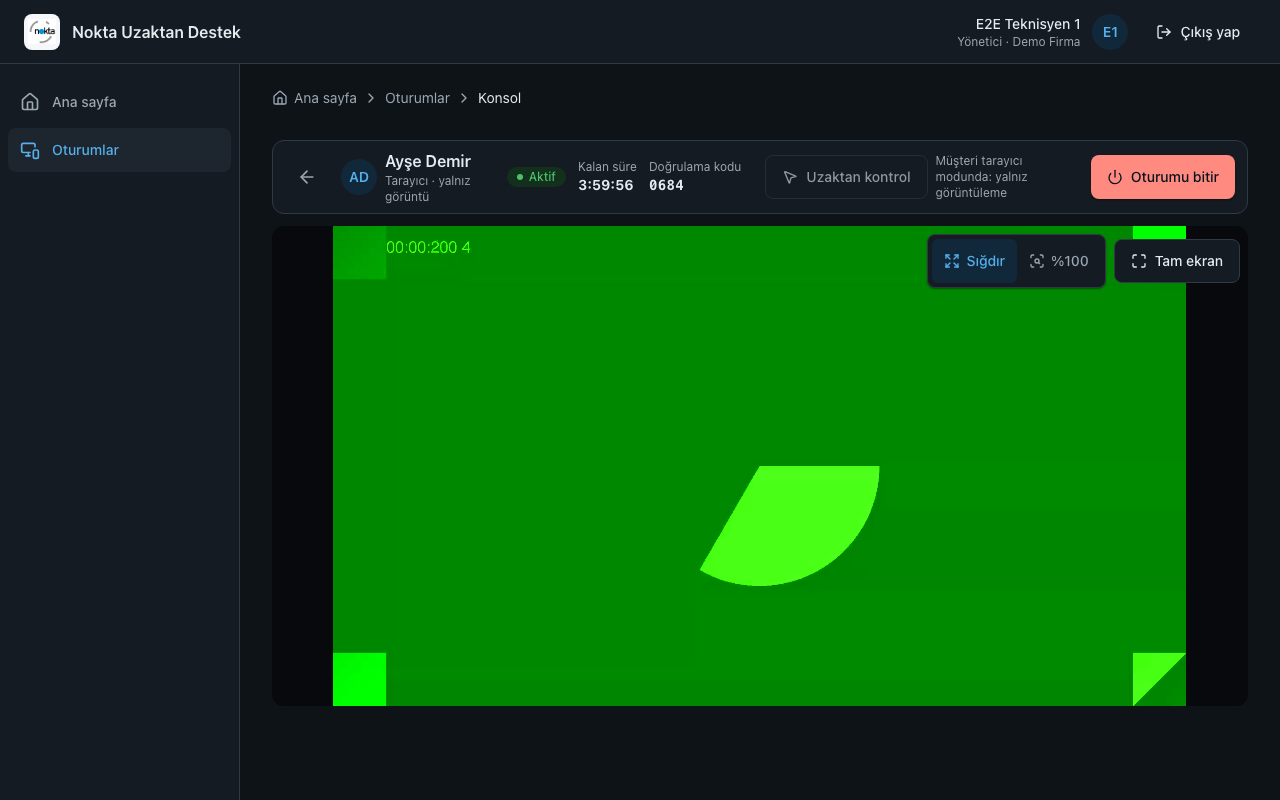 nokta
Nokta Uzaktan Destek
E2E Teknisyen 1
Yönetici · Demo Firma
E1
Çıkış yap
Ana sayfa
Oturumlar
Ana sayfa
Oturumlar
Konsol
AD
Ayşe Demir
Tarayıcı · yalnız
görüntü
Aktif
Kalan süre
3:59:56
Doğrulama kodu
0684
Uzaktan kontrol
Müşteri tarayıcı
modunda: yalnız
görüntüleme
Oturumu bitir
00:00:200 4
Sığdır
%100
Tam ekran